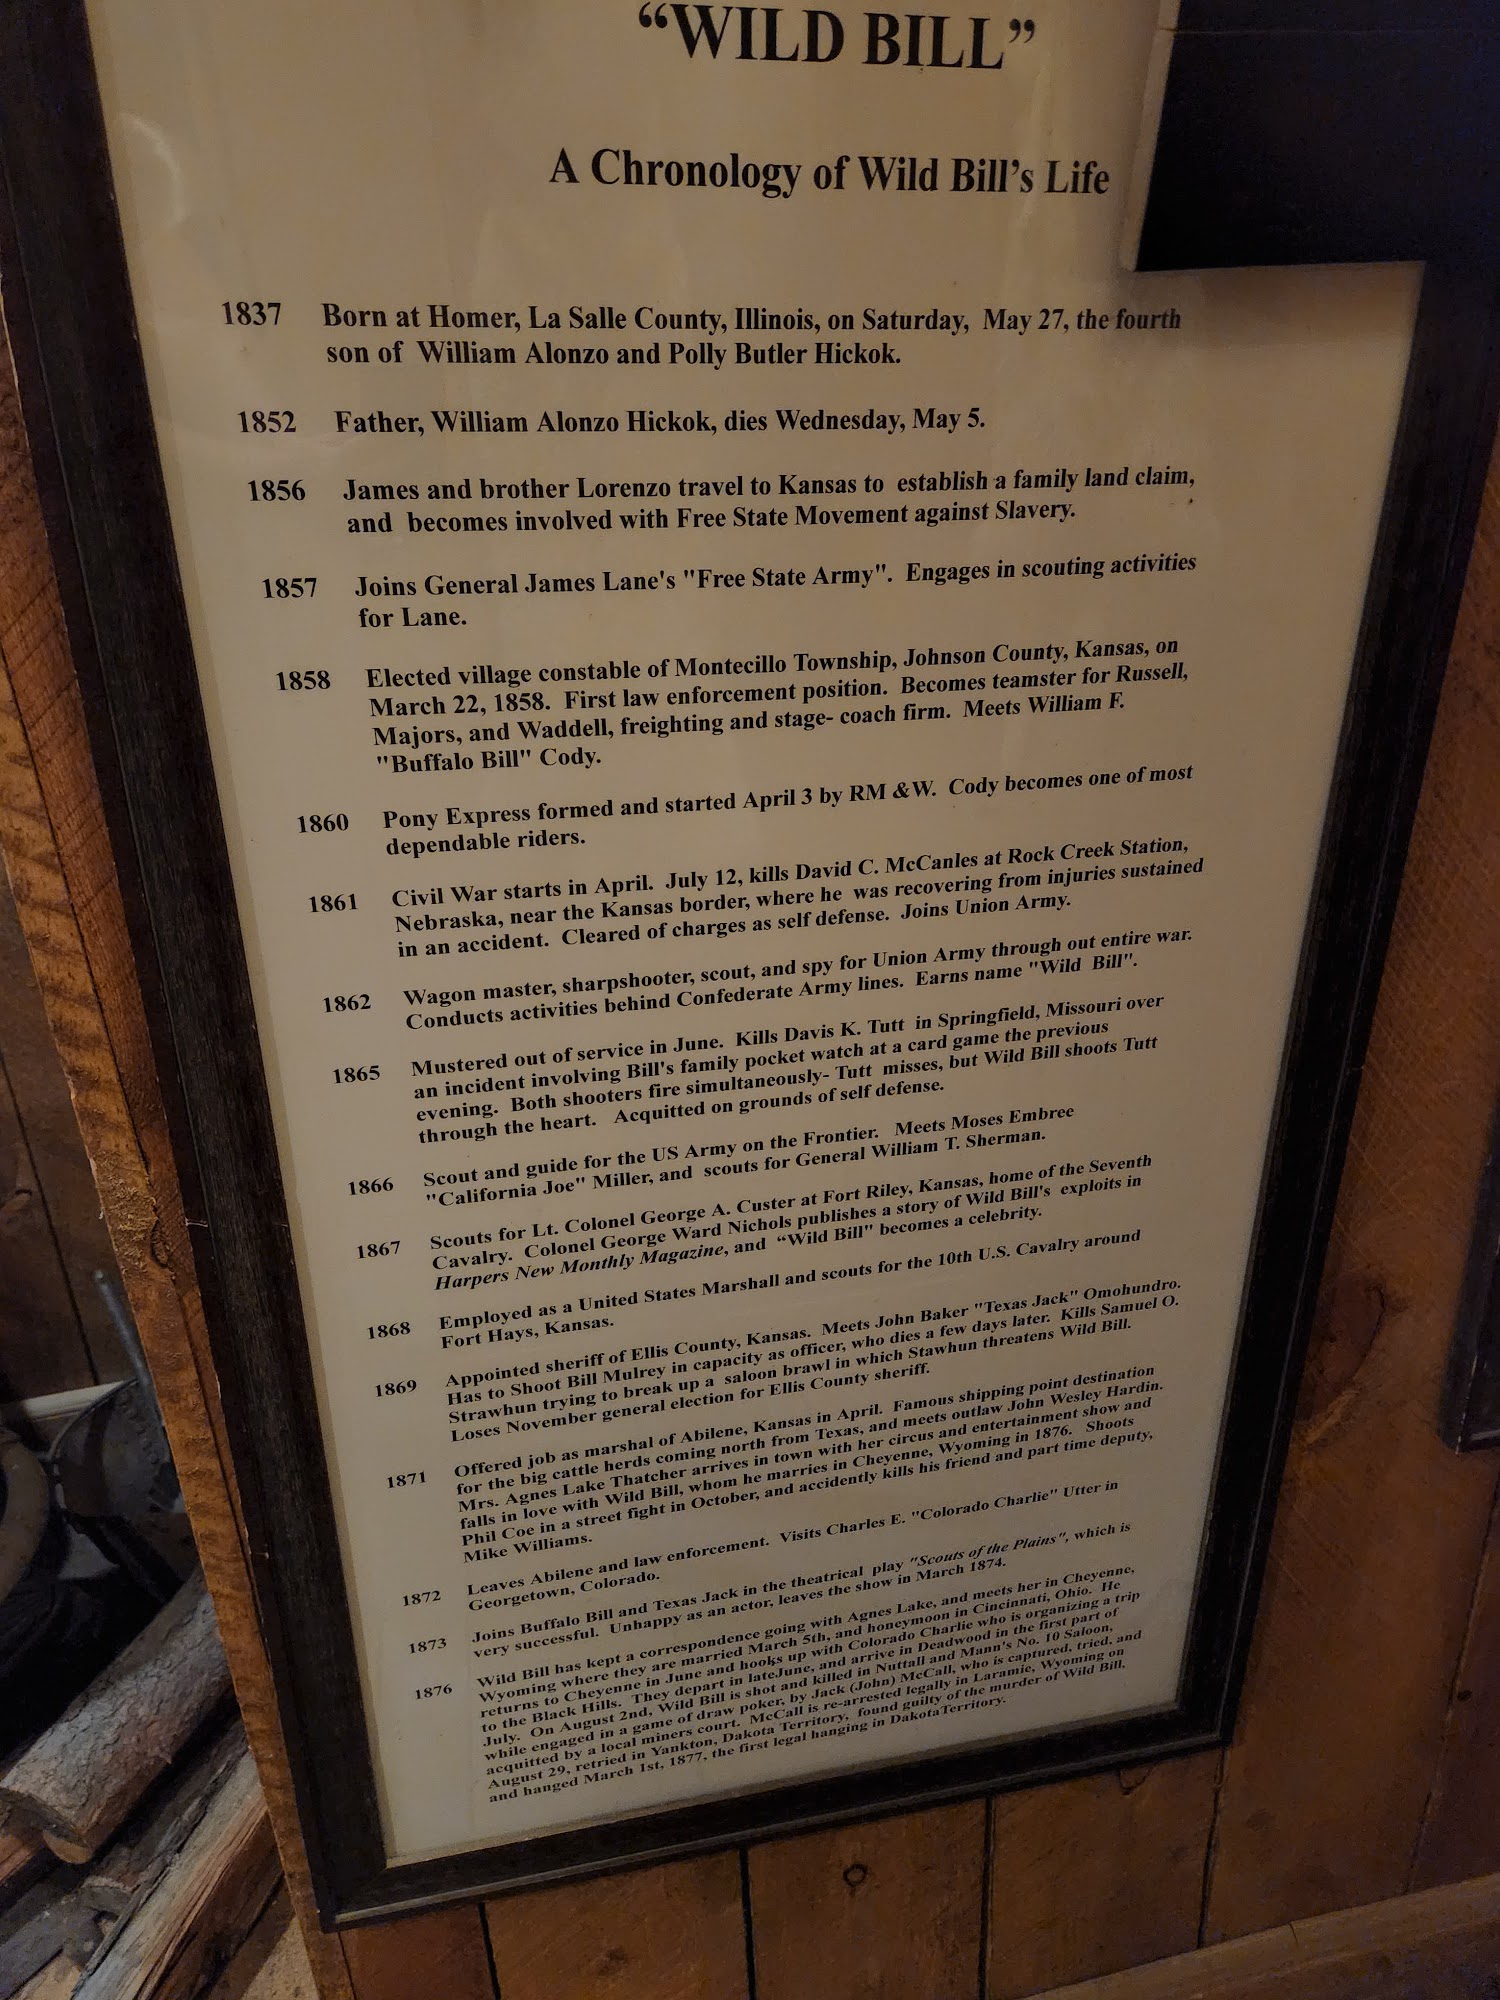 “WILD BILL”
A Chronology of Wild Bill’s Life
1837 Born at Homer, La Salle County, Illinois, on Saturday, May 27, the fourth
son of William Alonzo and Polly Butler Hickok.
1852 Father, William Alonzo Hickok, dies Wednesday, May 5.
1856 James and brother Lorenzo travel to Kansas to establish a family land claim,
and becomes involved with Free State Movement against Slavery.
1857 Joins General James Lane's "Free State Army". Engages in scouting activities
for Lane.
1858 Elected village constable of Montecillo Township, Johnson County, Kansas, on
March 22, 1858. First law enforcement position. Becomes teamster for Russell,
Majors, and Waddell, freighting and stage- coach firm. Meets William F.
"Buffalo Bill" Cody.
1860 Pony Express formed and started April 3 by RM &W. Cody becomes one of most
dependable riders.
1861 Civil War starts in April. July 12, kills David C. McCanles at Rock Creek Station,
Nebraska, near the Kansas border, where he was recovering from injuries sustained
in an accident. Cleared of charges as self defense. Joins Union Army.
1862 Wagon master, sharpshooter, scout, and spy for Union Army through out entire war.
Conducts activities behind Confederate Army lines. Earns name "Wild Bill".
1865 Mustered out of service in June. Kills Davis K. Tutt in Springfield, Missouri over
an incident involving Bill's family pocket watch at a card game the previous
evening. Both shooters fire simultaneously- Tutt misses, but Wild Bill shoots Tutt
through the heart. Acquitted on grounds of self defense.
1866 Scout and guide for the US Army on the Frontier. Meets Moses Embree
"California Joe" Miller, and scouts for General William T. Sherman.
1867 Scouts for Lt. Colonel George A. Custer at Fort Riley, Kansas, home of the Seventh
Cavalry. Colonel George Ward Nichols publishes a story of Wild Bill's exploits in
Harpers New Monthly Magazine, and “Wild Bill" becomes a celebrity.
1868 Employed as a United States Marshall and scouts for the 10th U.S. Cavalry around
Fort Hays, Kansas.
1869 Appointed sheriff of Ellis County, Kansas. Meets John Baker "Texas Jack" Omohundro.
Has to Shoot Bill Mulrey in capacity as officer, who dies a few days later. Kills Samuel O.
Strawhun trying to break up a saloon brawl in which Stawhun threatens Wild Bill.
Loses November general election for Ellis County sheriff.
1871 Offered job as marshal of Abilene, Kansas in April. Famous shipping point destination
for the big cattle herds coming north from Texas, and meets outlaw John Wesley Hardin.
Mrs. Agnes Lake Thatcher arrives in town with her circus and entertainment show and
falls in love with Wild Bill, whom he marries in Cheyenne, Wyoming in 1876. Shoots
Phil Coe in a street fight in October, and accidently kills his friend and part time deputy,
Mike Williams.
1872 Leaves Abilene and law enforcement. Visits Charles E. "Colorado Charlie" Utter in
Georgetown, Colorado.
1873 Joins Buffalo Bill and Texas Jack in the theatrical play "Scouts of the Plains", which is
very successful. Unhappy as an actor, leaves the show in March 1874.
1876 Wild Bill has kept a correspondence going with Agnes Lake, and meets her in Cheyenne,
Wyoming where they are married March 5th, and honeymoon in Cincinnati, Ohio. He
returns to Cheyenne in June and hooks up with Colorado Charlie who is organizing a trip
to the Black Hills. They depart in lateJune, and arrive in Deadwood in the first part of
July. On August 2nd, Wild Bill is shot and killed in Nuttall and Mann's No. 10 Saloon,
while engaged in a game of draw poker, by Jack (John) McCall, who is captured, tried, and
acquitted by a local miners court. McCall is re-arrested legally in Laramie, Wyoming on
August 29, retried in Yankton, Dakota Territory, found guilty of the murder of Wild Bill,
and hanged March 1st, 1877, the first legal hanging in DakotaTerritory.